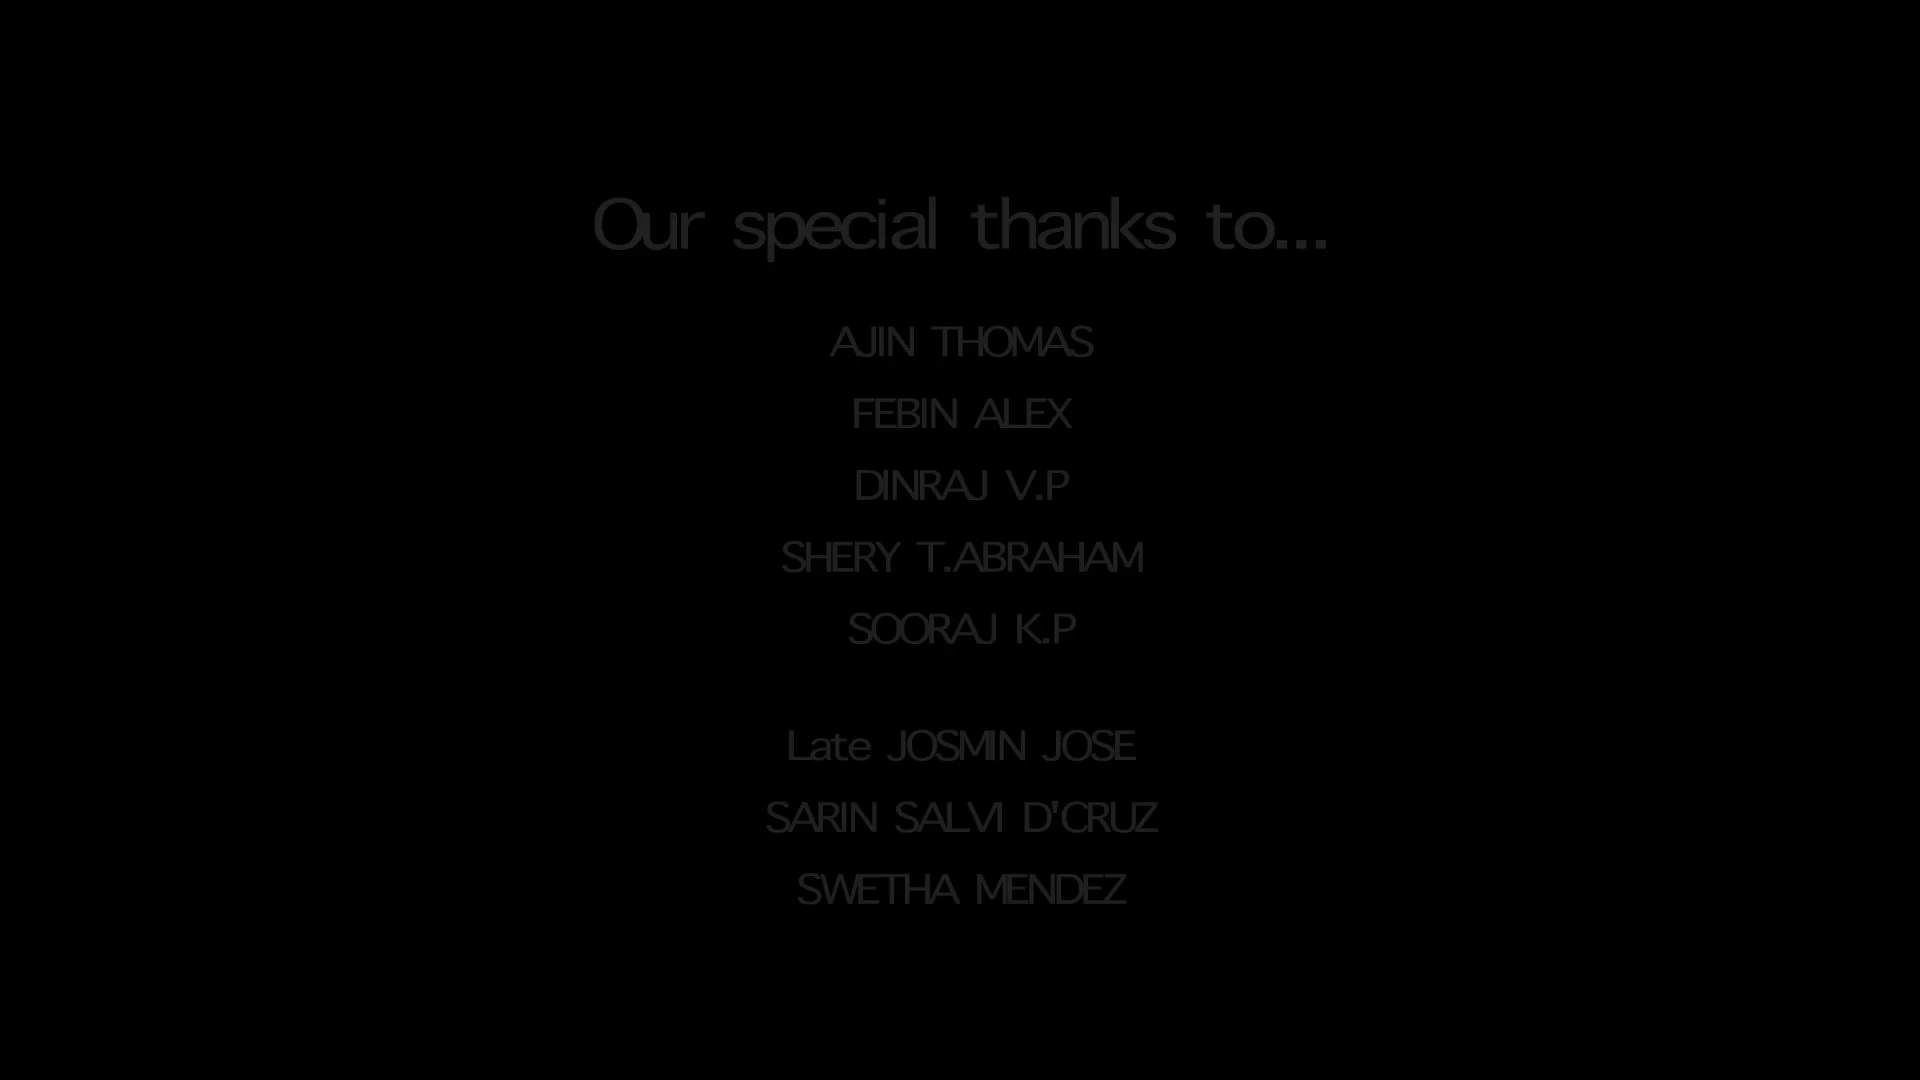 Our special thanks to...
AJIN THOMAS
FEBIN ALEX
DINRAJ V.P
SHERY T.ABRAHAM
SOORAJ K.P
Late JOSMIN JOSE
SARIN SALVI D'CRUZ
SWETHA MENDEZ